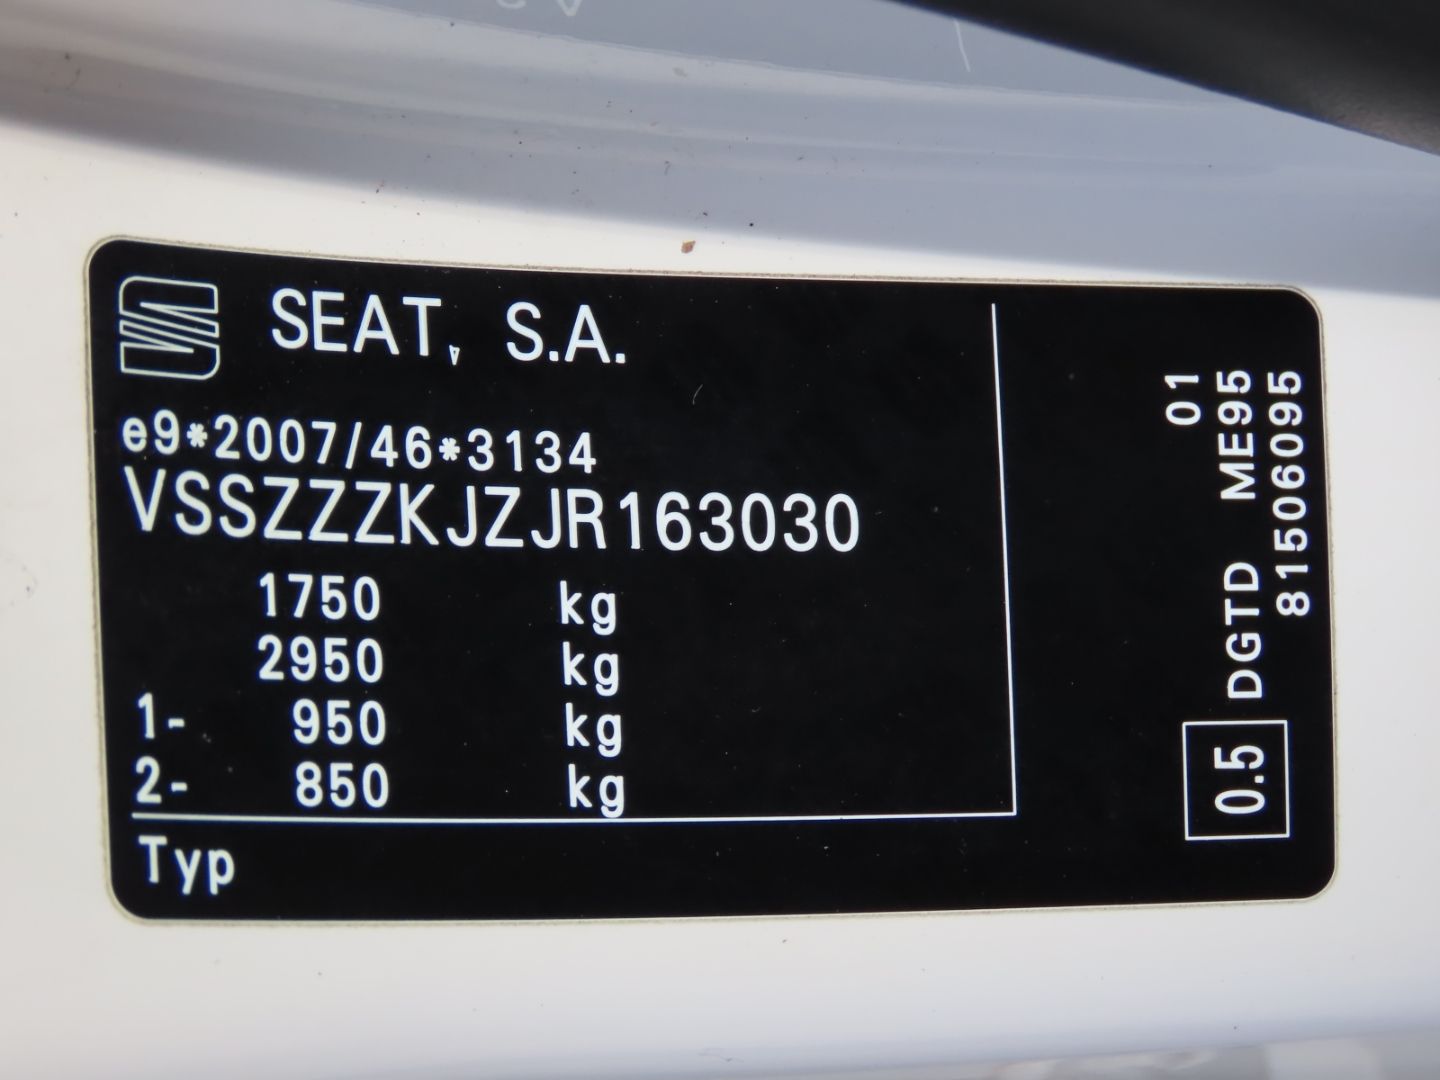 SEAT, S.A.
e9*2007/46*3134
VSSZZZKJZJR163030
1750 kg
2950 kg
1- 950 kg
2- 850 kg
Typ
01
DGTD ME95
81506095
0.5